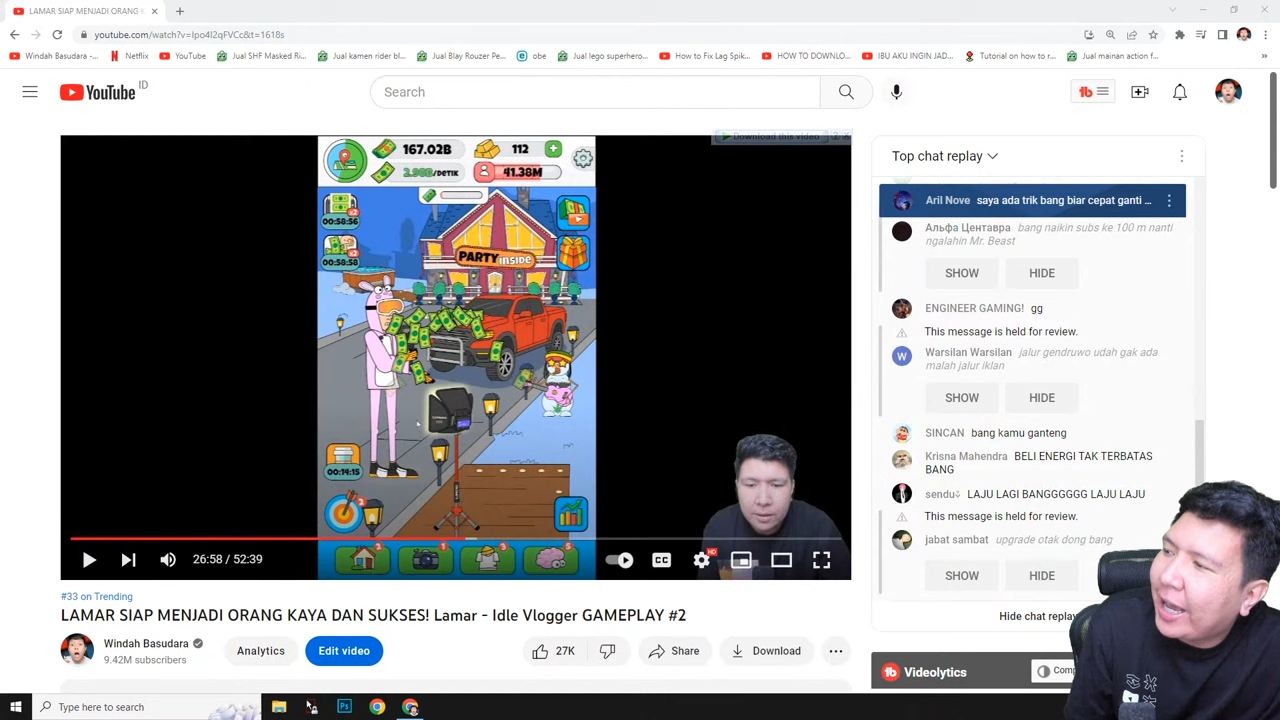 LAMAR SIAP MENJADI ORANG K
youtube.com/watch?v=Ipo4I2qFVCc&t=1618s
Windah Basudara -...
Netflix
YouTube
Jual SHF Masked Ri...
Jual kamen rider bl...
Jual Blay Rouzer Pe...
obe
Jual lego superhero...
How to Fix Lag Spik...
HOW TO DOWNLO...
IBU AKU INGIN JAD...
Tutorial on how to r...
Jual mainan action f...
YouTube ID
Search
Download this video
167.02B
112
2.98B/DETIK
41.38M
00:58:56
00:58:58
PARTY INSIDE
00:14:15
26:58 / 52:39
CC
HD
Top chat replay
Aril Nove saya ada trik bang biar cepat ganti ...
Альфа Центавра bang naikin subs ke 100 m nanti
ngalahin Mr. Beast
SHOW
HIDE
ENGINEER GAMING! gg
This message is held for review.
W
Warsilan Warsilan jalur gendruwo udah gak ada
malah jalur iklan
SHOW
HIDE
SINCAN bang kamu ganteng
Krisna Mahendra BELI ENERGI TAK TERBATAS
BANG
sendu LAJU LAGI BANGGGGGG LAJU LAJU
This message is held for review.
jabat sambat upgrade otak dong bang
SHOW
HIDE
Hide chat replay
#33 on Trending
LAMAR SIAP MENJADI ORANG KAYA DAN SUKSES! Lamar - Idle Vlogger GAMEPLAY #2
Windah Basudara
9.42M subscribers
Analytics
Edit video
27K
Share
Download
tb
Videolytics
Comp
Type here to search
Ps